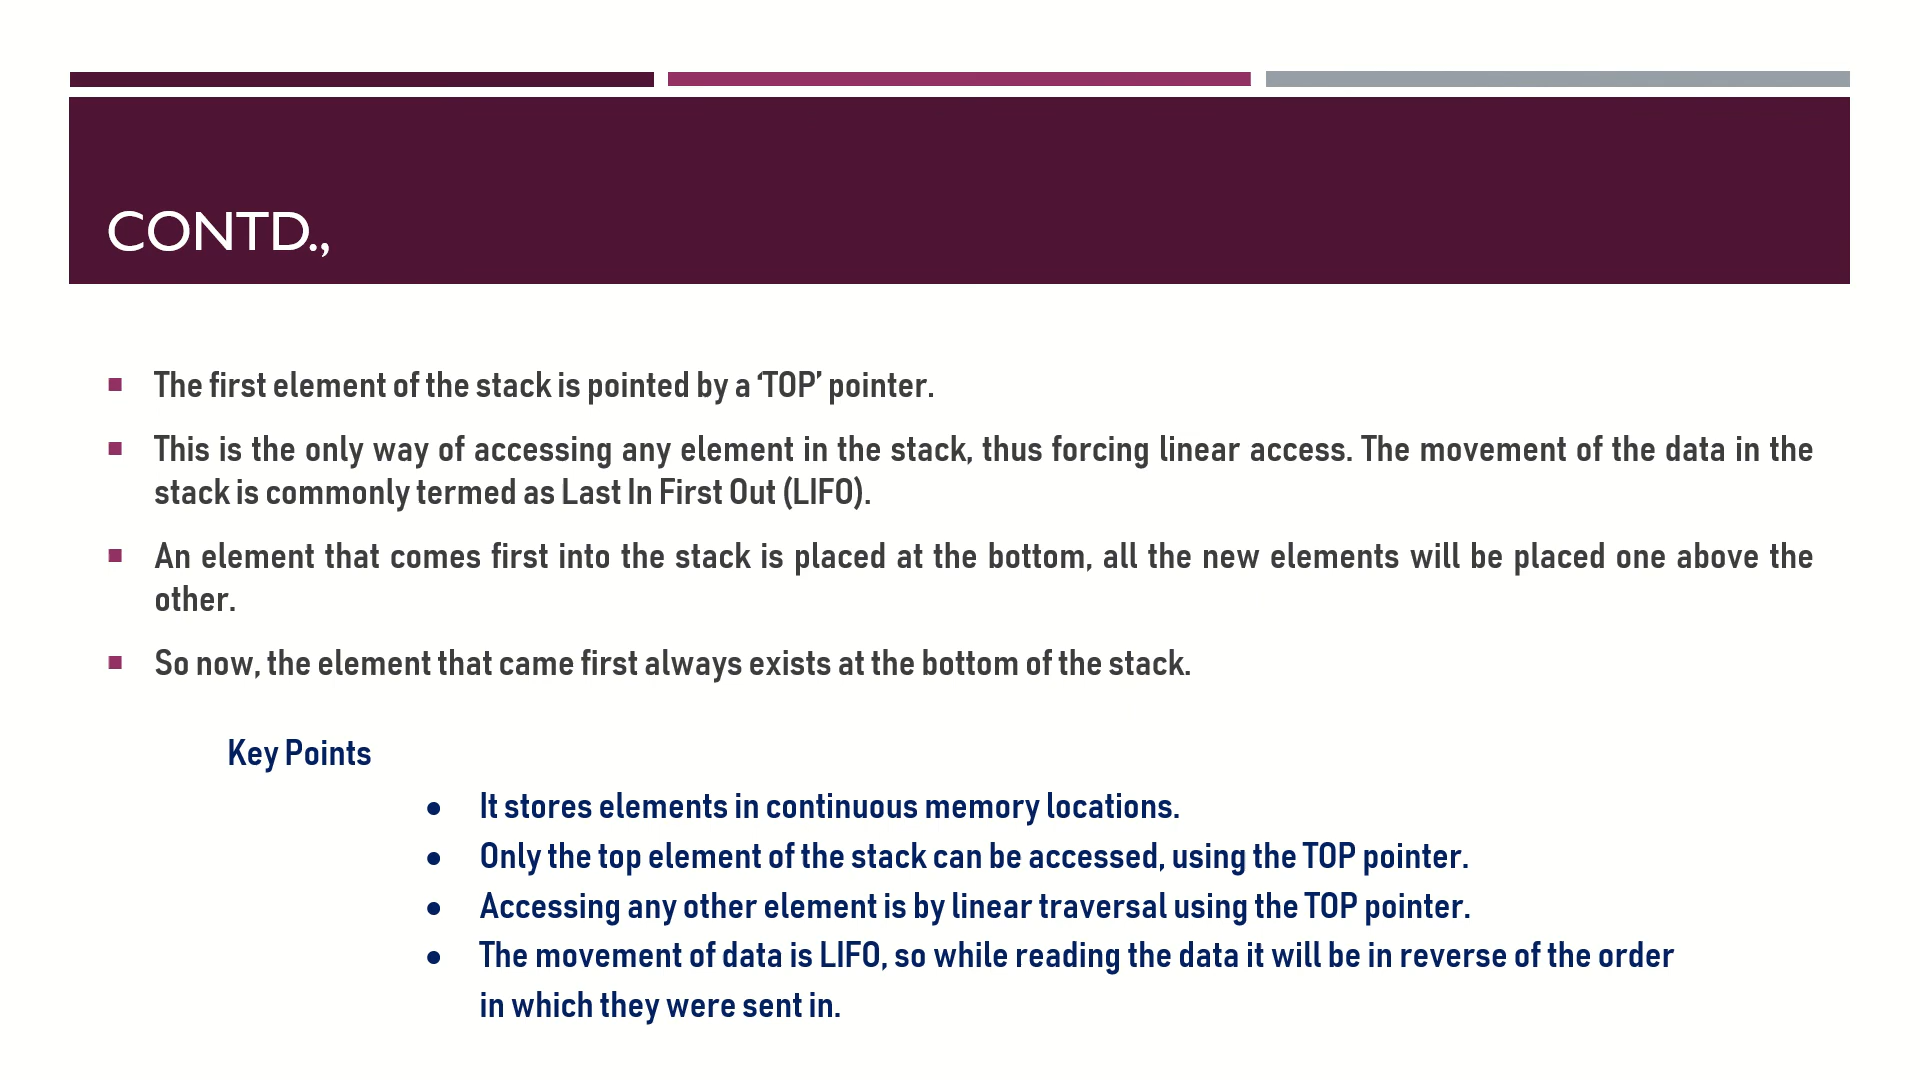 CONTD.,
The first element of the stack is pointed by a ‘TOP’ pointer.
This is the only way of accessing any element in the stack, thus forcing linear access. The movement of the data in the
stack is commonly termed as Last In First Out (LIFO).
An element that comes first into the stack is placed at the bottom, all the new elements will be placed one above the
other.
So now, the element that came first always exists at the bottom of the stack.
Key Points
● It stores elements in continuous memory locations.
● Only the top element of the stack can be accessed, using the TOP pointer.
● Accessing any other element is by linear traversal using the TOP pointer.
● The movement of data is LIFO, so while reading the data it will be in reverse of the order
in which they were sent in.